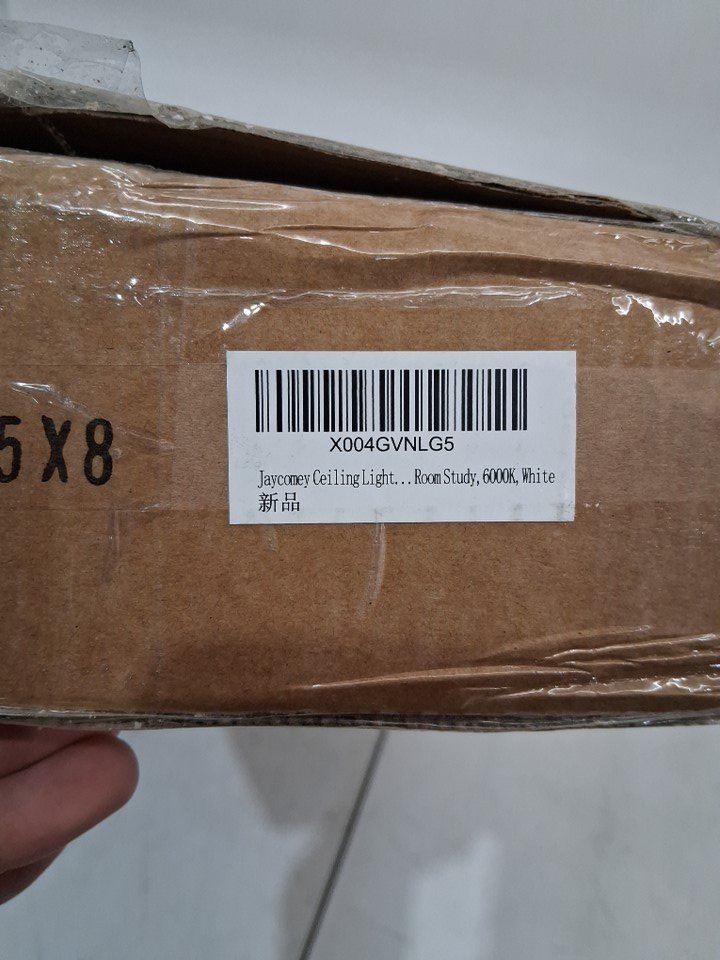 5X8
X004GVNLG5
Jaycomey Ceiling Light... Room Study, 6000K, White
新品